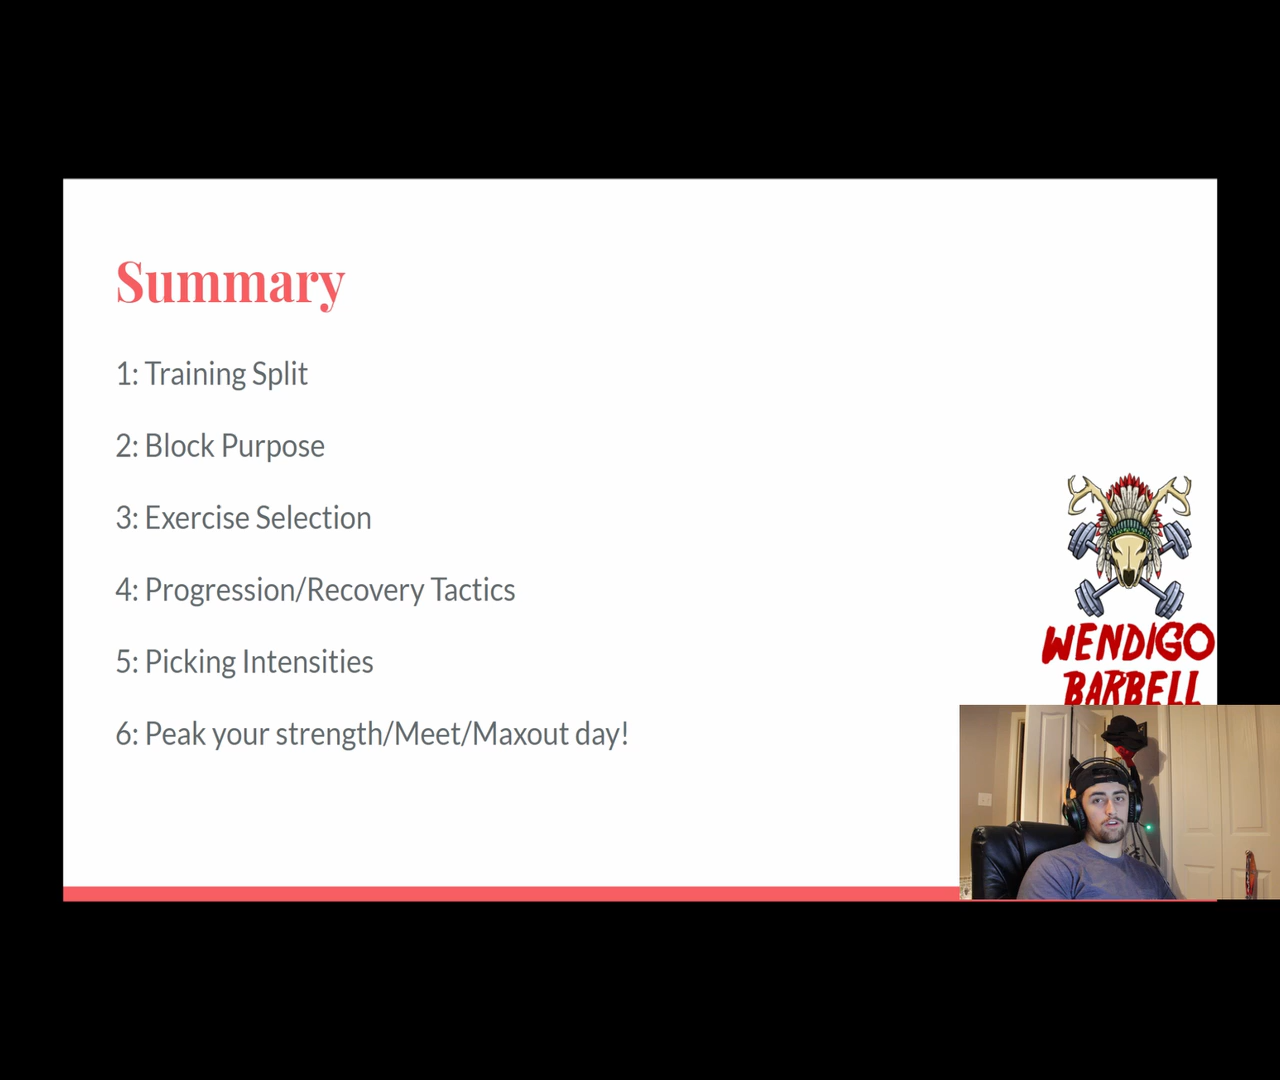 Summary
1: Training Split
2: Block Purpose
3: Exercise Selection
4: Progression/Recovery Tactics
5: Picking Intensities
6: Peak your strength/Meet/Maxout day!
WENDIGO
BARBELL